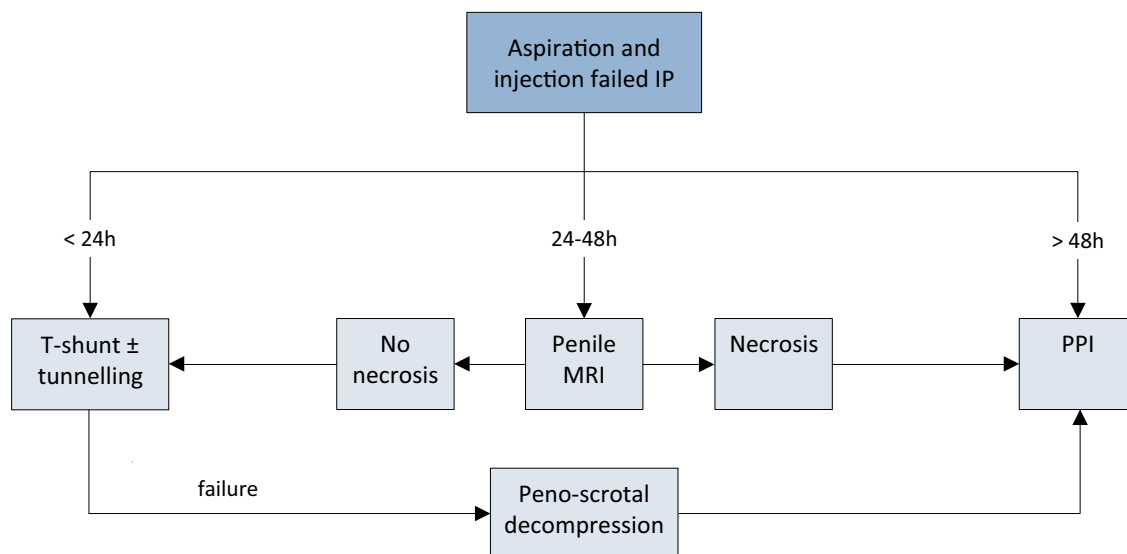 Aspiration and
injection failed IP
< 24h
24-48h
> 48h
T-shunt ±
tunnelling
No
necrosis
Penile
MRI
Necrosis
PPI
failure
Peno-scrotal
decompression